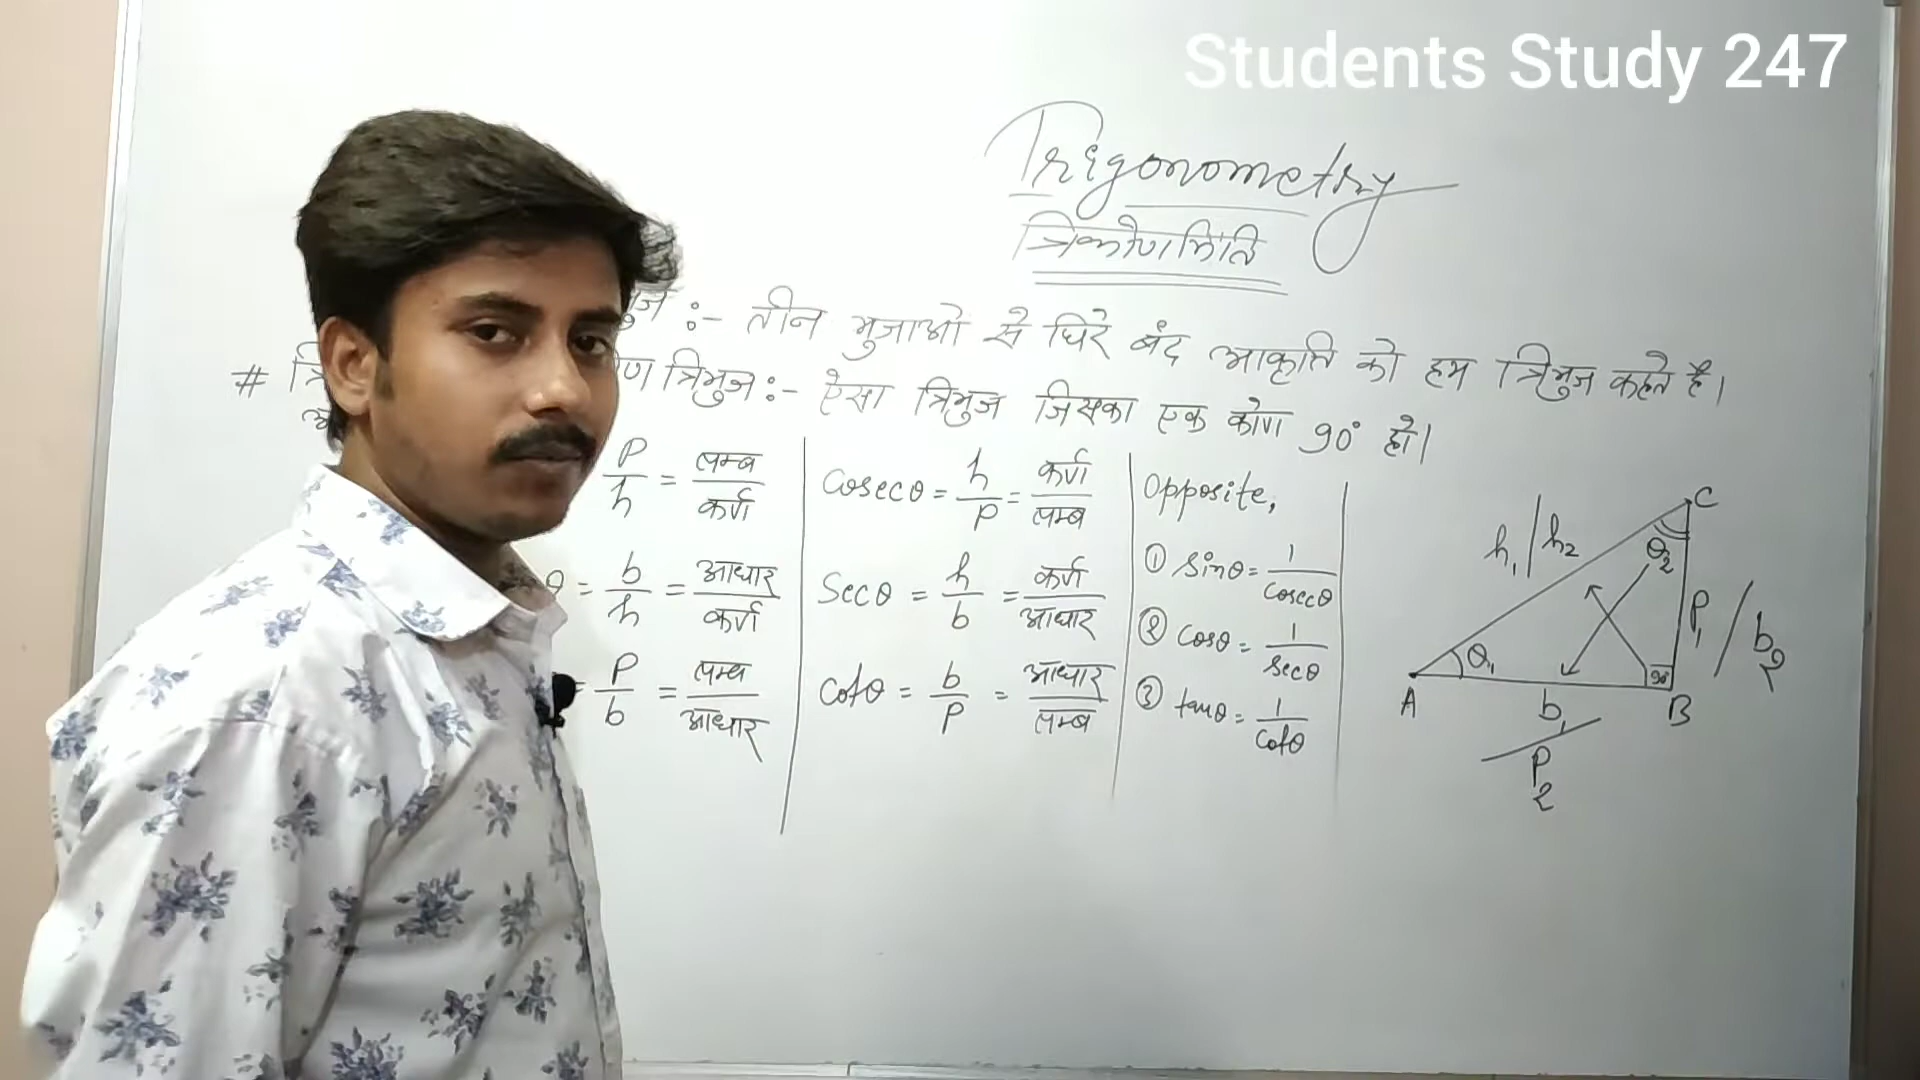 Students Study 247
Trigonometry
त्रिकोणमिति
# :- तीन भुजाओ से घिरे बंद आकृति को हम त्रिभुज कहते है।
त्रिभुज :- ऐसा त्रिभुज जिसका एक कोण 90° हो।
P/h = लम्ब/कर्ण
θ = b/h = आधार/कर्ण
= P/b = लम्ब/आधार
Cosecθ = h/P = कर्ण/लम्ब
Secθ = h/b = कर्ण/आधार
Cotθ = b/P = आधार/लम्ब
Opposite,
① Sinθ = 1/Cosecθ
② Cosθ = 1/Secθ
③ tanθ = 1/Cotθ
C
h₁/h₂
θ₂
P₁/b₂
θ₁
90°
A
b₁
B
P₂